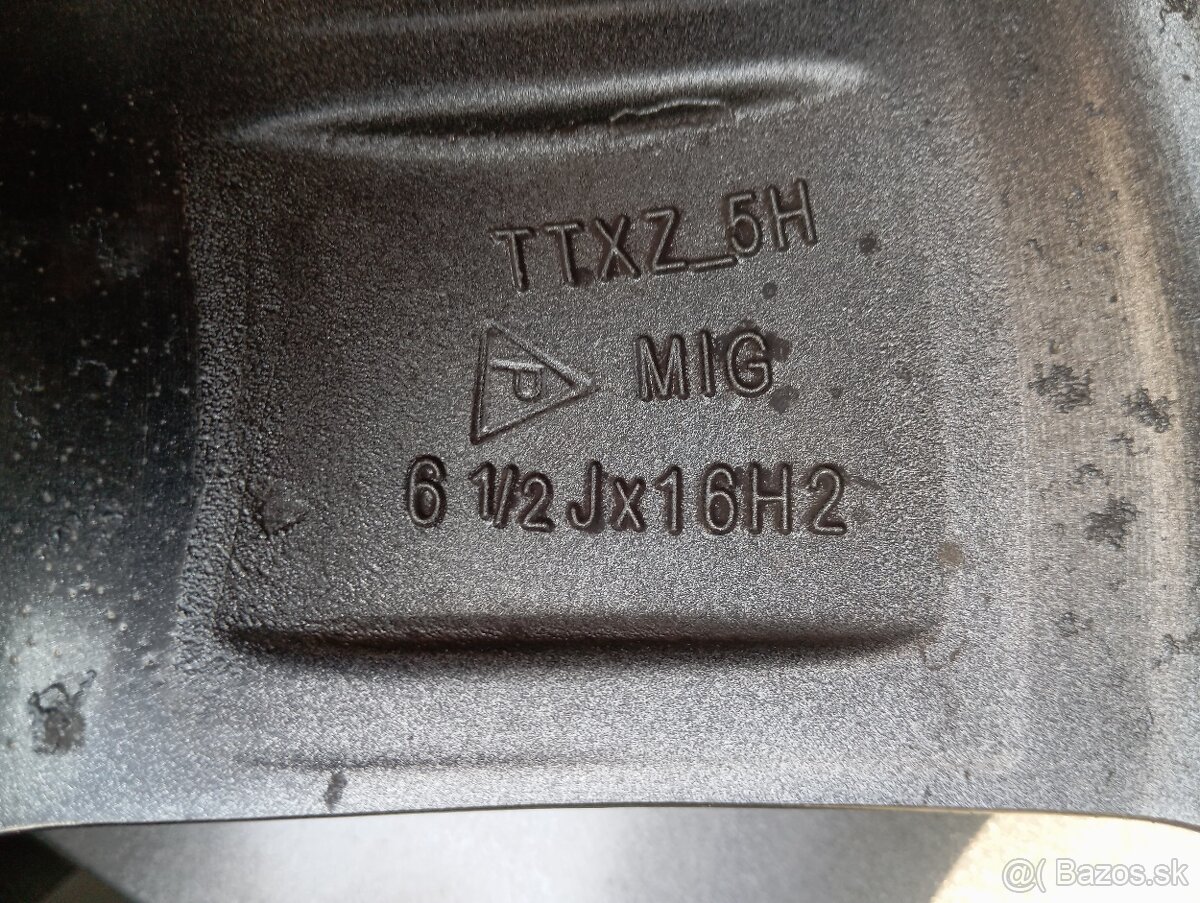 TTXZ_5H
P MIG
6 1/2 Jx16H2
@( Bazos.sk